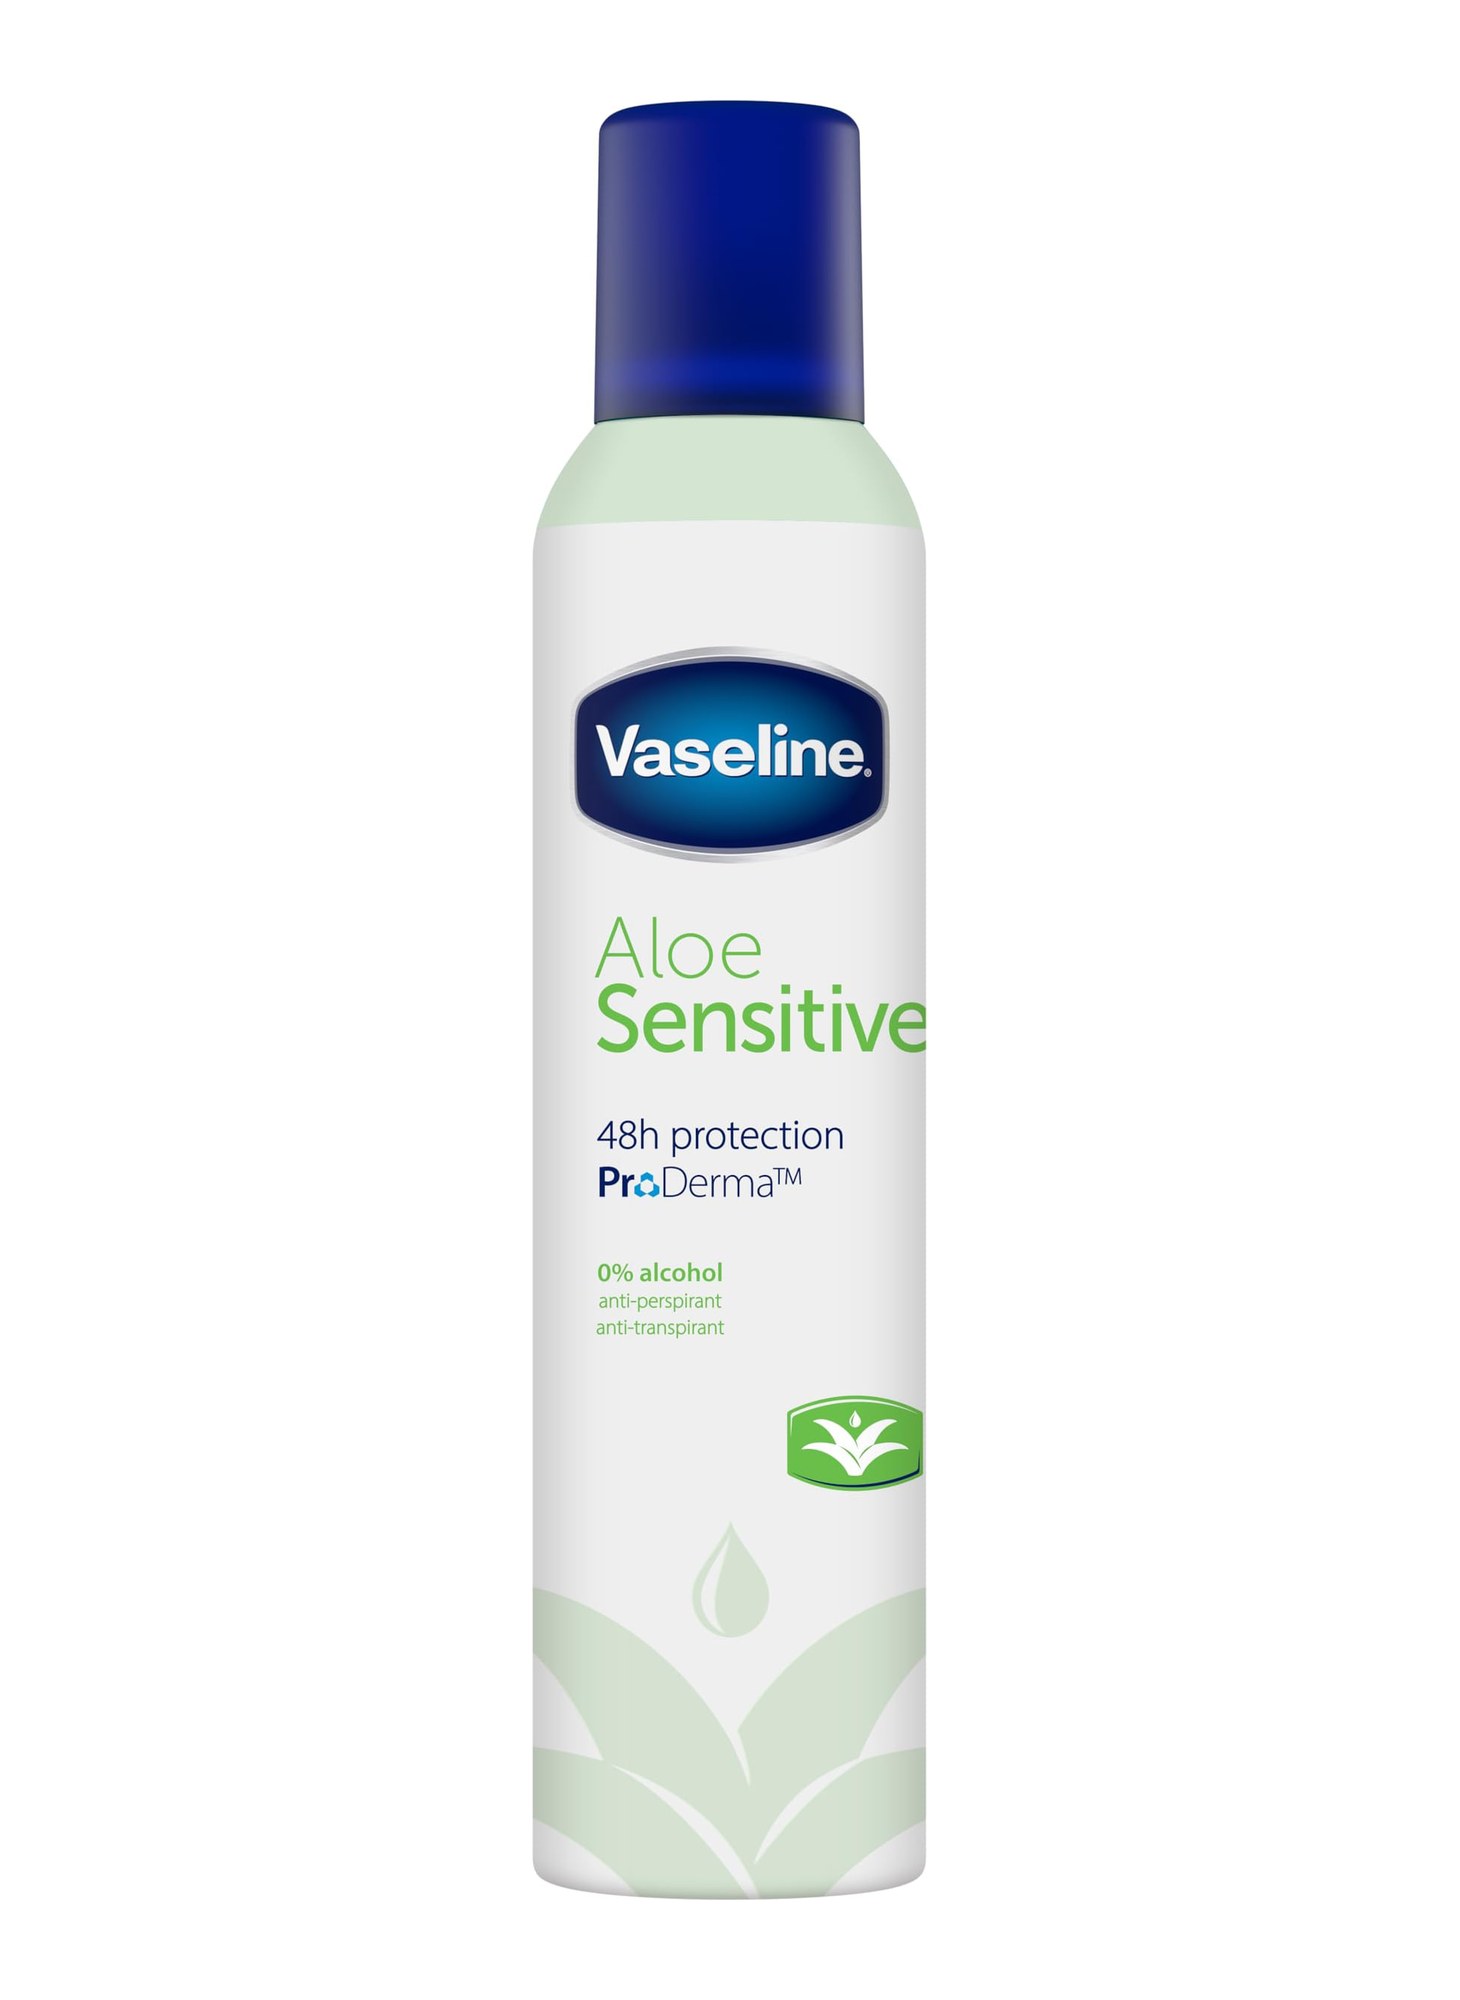 Vaseline®
Aloe
Sensitive
48h protection
ProDerma™
0% alcohol
anti-perspirant
anti-transpirant